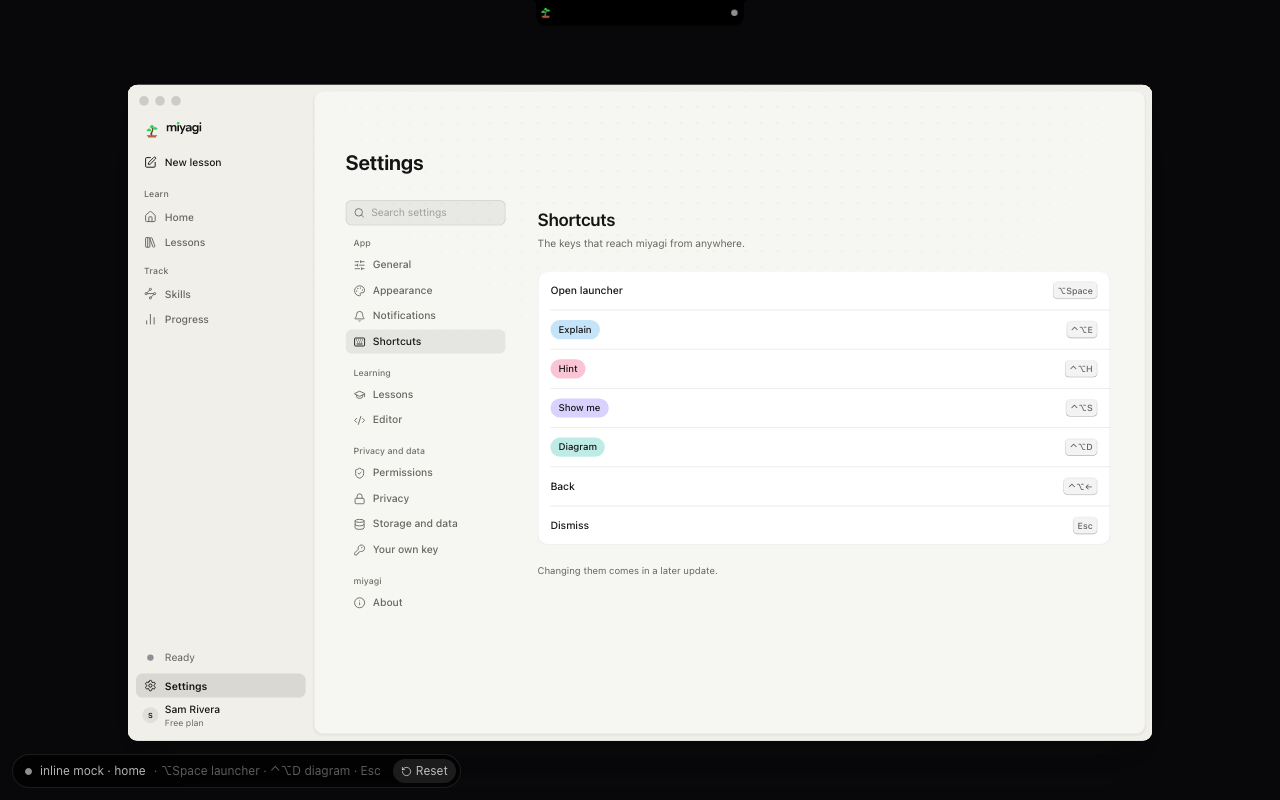 miyagi
New lesson
Learn
Home
Lessons
Track
Skills
Progress
Ready
Settings
S
Sam Rivera
Free plan
Settings
Search settings
App
General
Appearance
Notifications
Shortcuts
Learning
Lessons
Editor
Privacy and data
Permissions
Privacy
Storage and data
Your own key
miyagi
About
Shortcuts
The keys that reach miyagi from anywhere.
Open launcher ⌥Space
Explain ^⌥E
Hint ^⌥H
Show me ^⌥S
Diagram ^⌥D
Back ^⌥←
Dismiss Esc
Changing them comes in a later update.
inline mock · home · ⌥Space launcher · ^⌥D diagram · Esc Reset